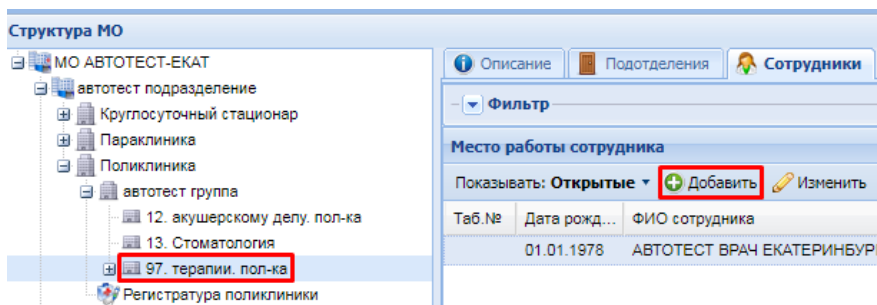 Структура МО
МО АВТОТЕСТ-ЕКАТ
автотест подразделение
Круглосуточный стационар
Параклиника
Поликлиника
автотест группа
12. акушерскому делу. пол-ка
13. Стоматология
97. терапии. пол-ка
Регистратура поликлиники
Описание Подотделения Сотрудники
Фильтр
Место работы сотрудника
Показывать: Открытые Добавить Изменить
Таб.№ Дата рожд... ФИО сотрудника
01.01.1978 АВТОТЕСТ ВРАЧ ЕКАТЕРИНБУР